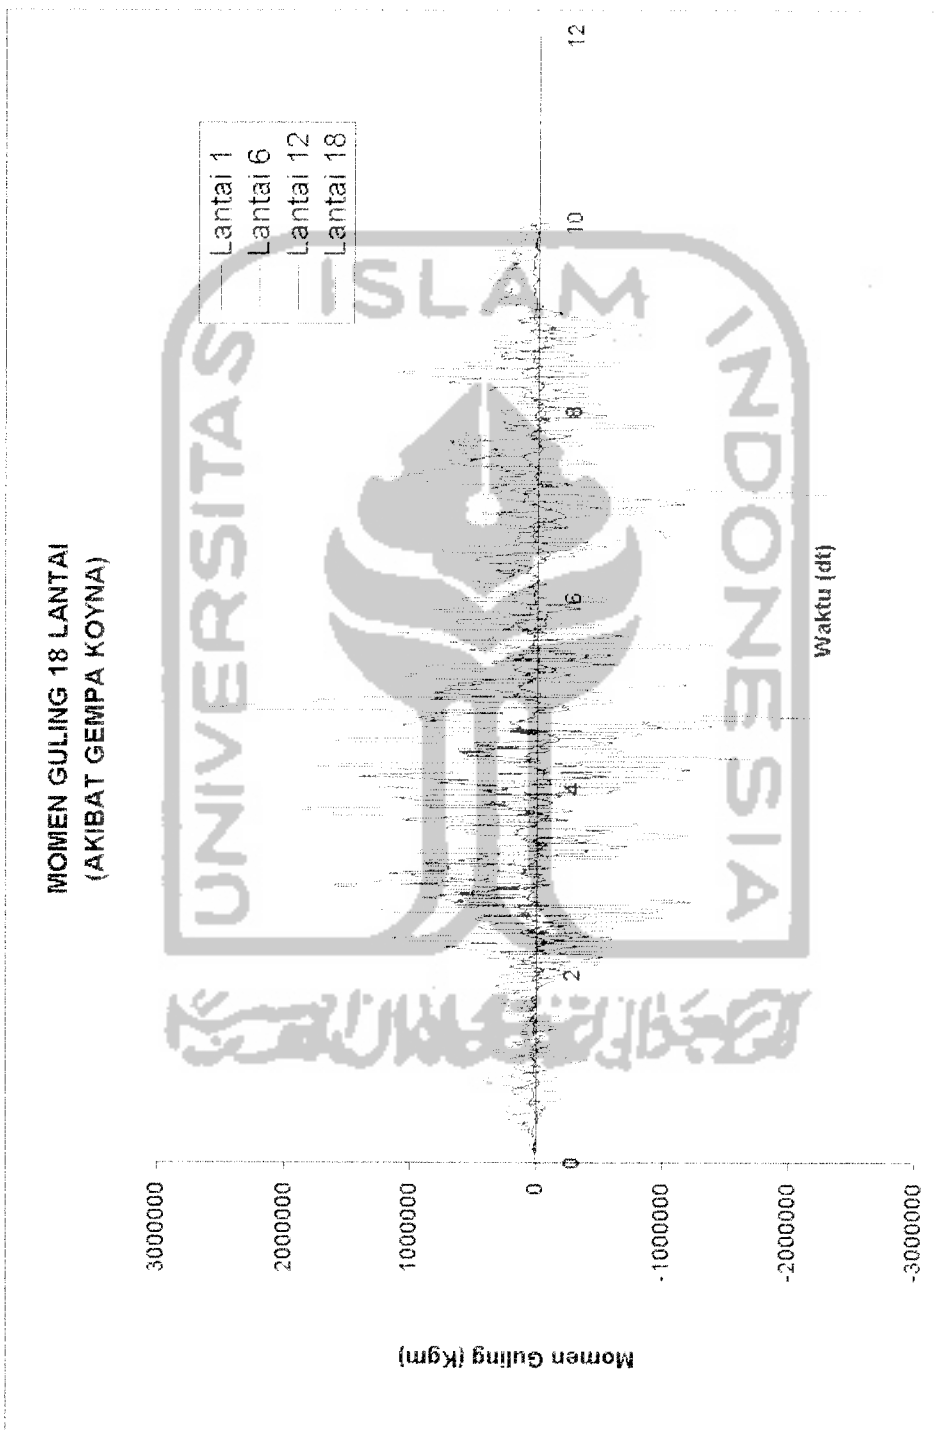 MOMEN GULING 18 LANTAI
(AKIBAT GEMPA KOYNA)
Momen Guling (Kgm)
3000000
2000000
1000000
0
-1000000
-2000000
-3000000
0
2
4
6
8
10
12
Waktu (dt)
Lantai 1
Lantai 6
Lantai 12
Lantai 18
UNIVERSITAS
ISLAM
INDONESIA